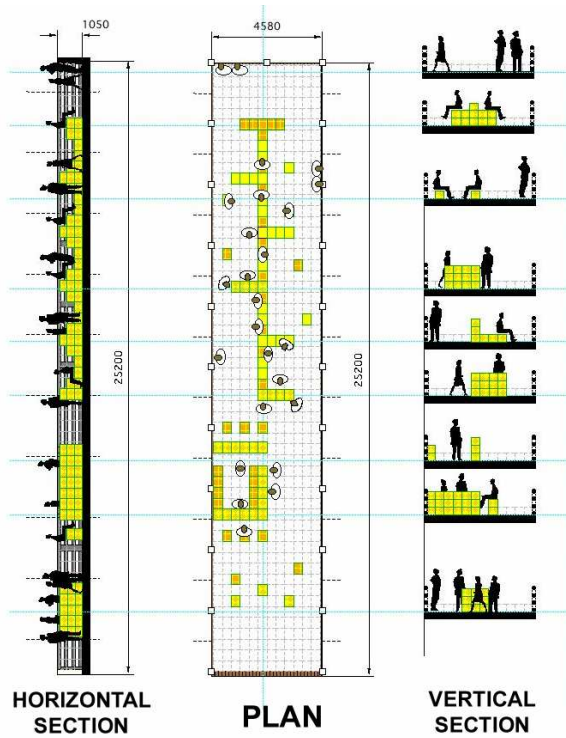 1050
4580
25200
25200
HORIZONTAL
SECTION
PLAN
VERTICAL
SECTION